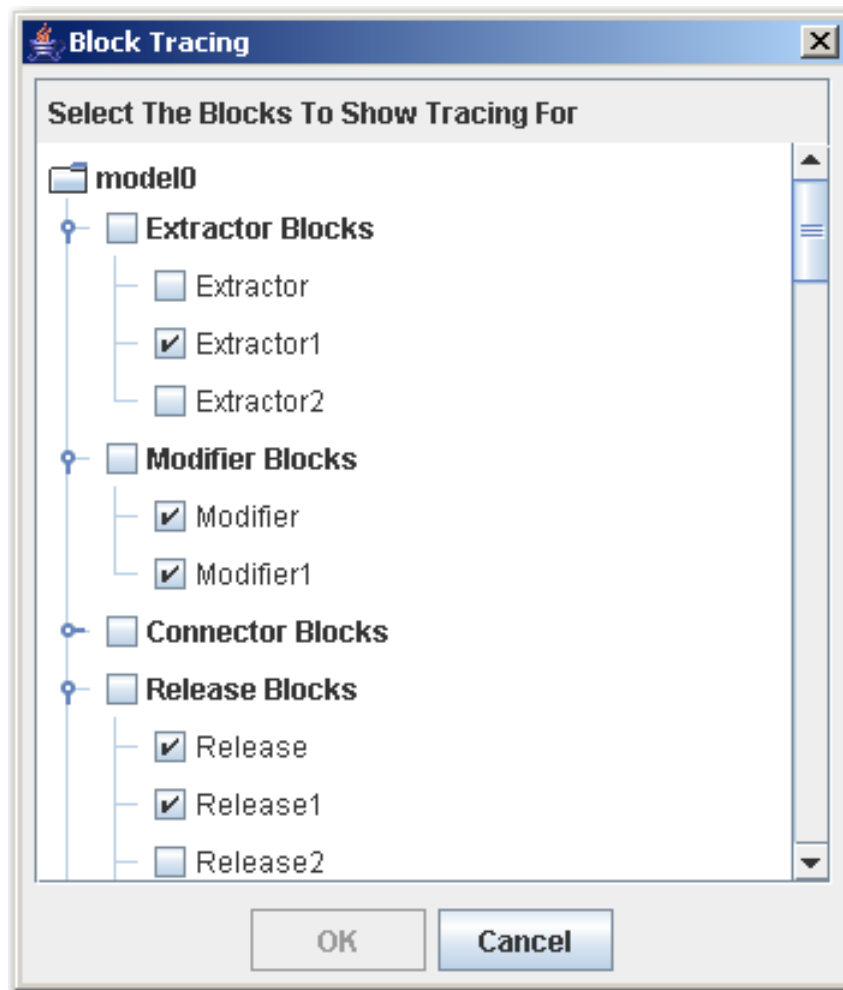 Block Tracing
Select The Blocks To Show Tracing For
model0
Extractor Blocks
Extractor
Extractor1
Extractor2
Modifier Blocks
Modifier
Modifier1
Connector Blocks
Release Blocks
Release
Release1
Release2
OK
Cancel